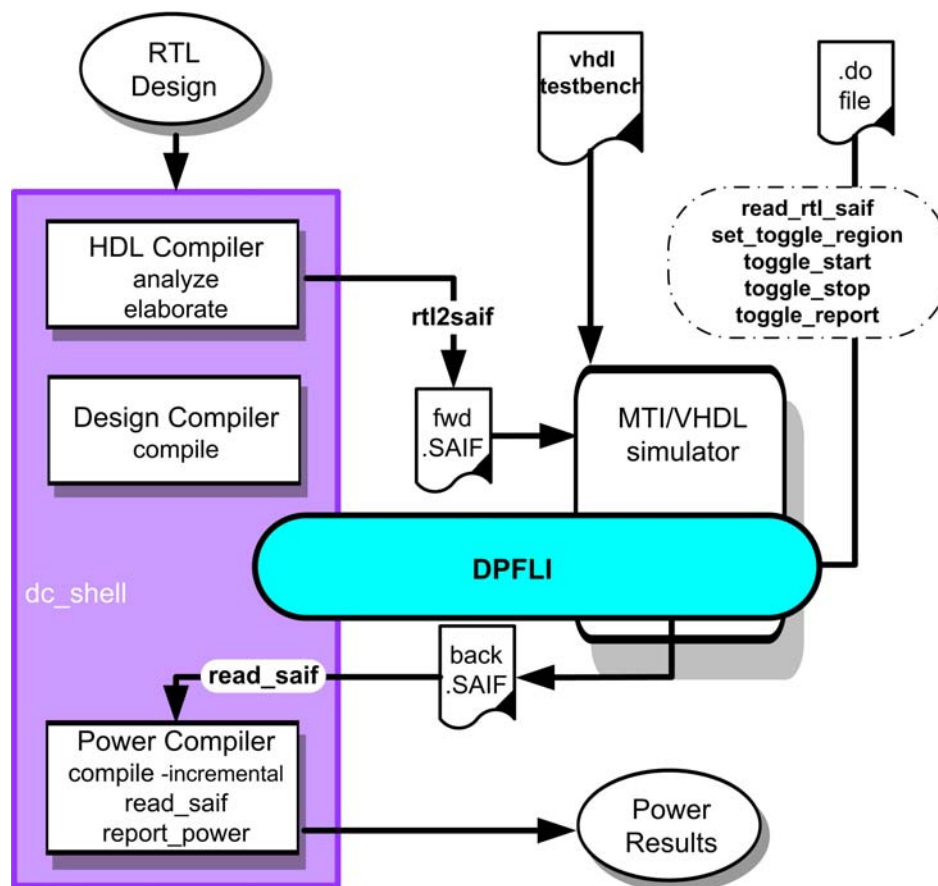 RTL
Design
vhdl
testbench
.do
file
read_rtl_saif
set_toggle_region
toggle_start
toggle_stop
toggle_report
HDL Compiler
analyze
elaborate
rtl2saif
Design Compiler
compile
fwd
.SAIF
MTI/VHDL
simulator
DPFLI
dc_shell
back
.SAIF
read_saif
Power Compiler
compile -incremental
read_saif
report_power
Power
Results